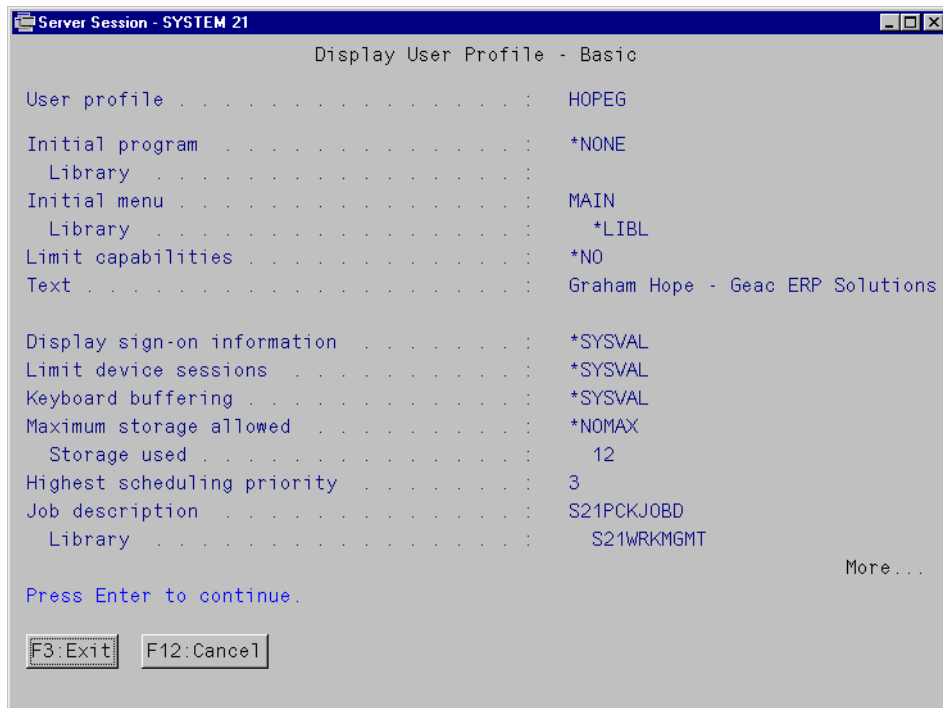 Server Session - SYSTEM 21
Display User Profile - Basic
User profile . . . . . . . . . . . . . . . : HOPEG
Initial program . . . . . . . . . . . . . : *NONE
Library . . . . . . . . . . . . . . . . :
Initial menu . . . . . . . . . . . . . . . : MAIN
Library . . . . . . . . . . . . . . . . : *LIBL
Limit capabilities . . . . . . . . . . . . : *NO
Text . . . . . . . . . . . . . . . . . . . : Graham Hope - Geac ERP Solutions
Display sign-on information . . . . . . . : *SYSVAL
Limit device sessions . . . . . . . . . . : *SYSVAL
Keyboard buffering . . . . . . . . . . . . : *SYSVAL
Maximum storage allowed . . . . . . . . . : *NOMAX
Storage used . . . . . . . . . . . . . . : 12
Highest scheduling priority . . . . . . . : 3
Job description . . . . . . . . . . . . . : S21PCKJOBD
Library . . . . . . . . . . . . . . . . : S21WRKMGMT
More...
Press Enter to continue.
F3:Exit F12:Cancel